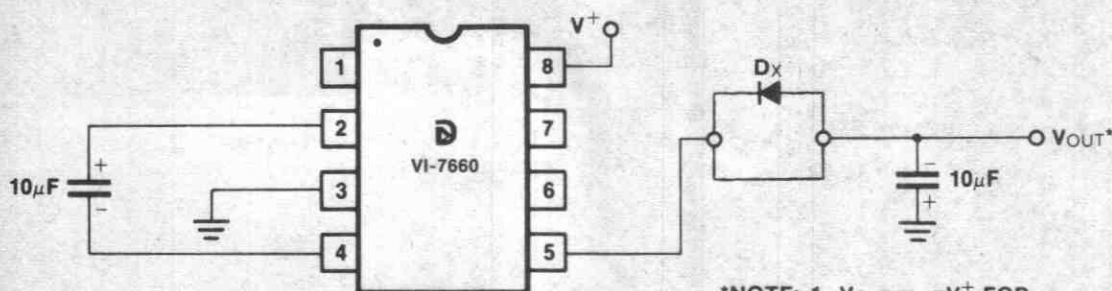 V+
1
8
DX
2
7
VI-7660
+
10μF
-
3
6
4
5
VOUT*
-
10μF
+
*NOTE: 1. VOUT = -V+ FOR